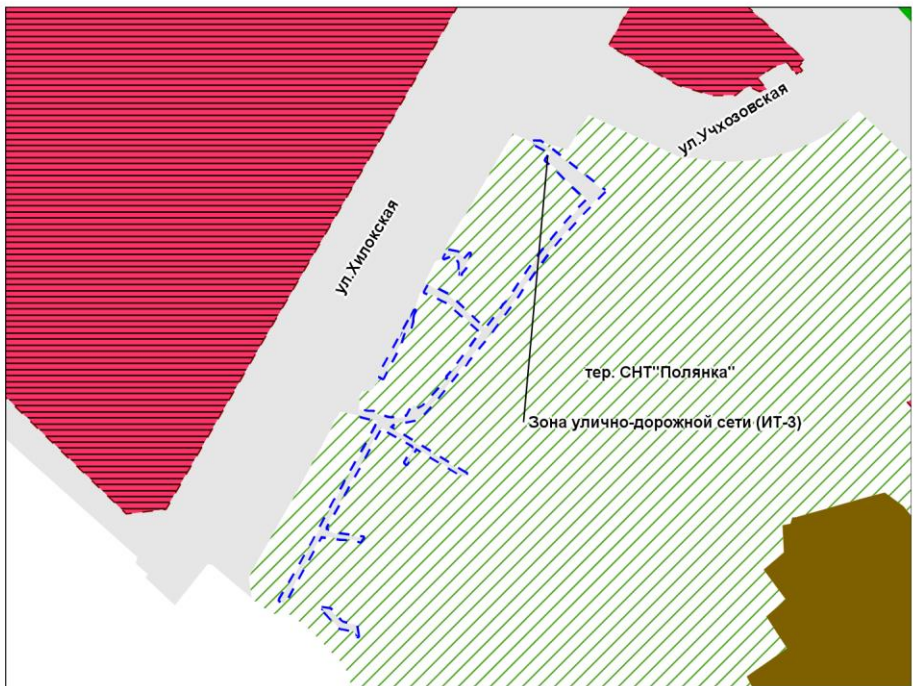 ул.Учхозовская
ул.Хилокская
тер. СНТ"Полянка"
Зона улично-дорожной сети (ИТ-3)